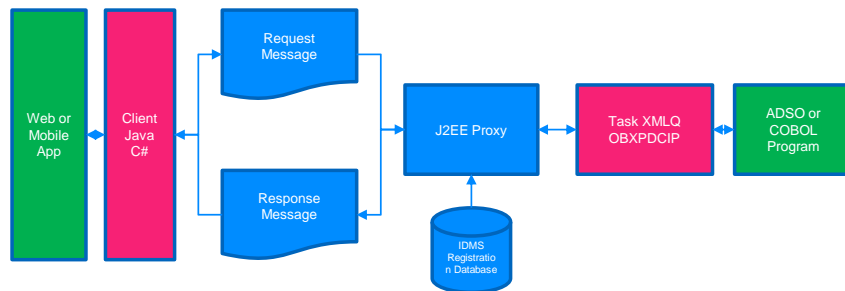 Web or
Mobile
App
Client
Java
C#
Request
Message
Response
Message
J2EE Proxy
IDMS
Registratio
n Database
Task XMLQ
OBXPDCIP
ADSO or
COBOL
Program